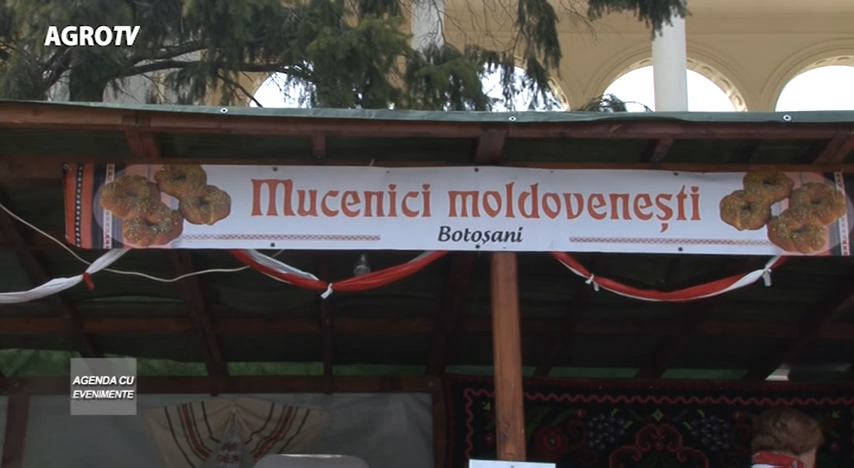 AGROTV
Mucenici moldovenești
Botoșani
AGENDA CU
EVENIMENTE